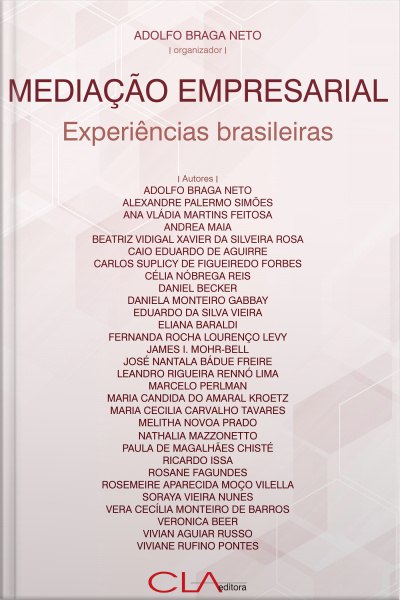 ADOLFO BRAGA NETO
| organizador |
MEDIAÇÃO EMPRESARIAL
Experiências brasileiras
| Autores |
ADOLFO BRAGA NETO
ALEXANDRE PALERMO SIMÕES
ANA VLÁDIA MARTINS FEITOSA
ANDREA MAIA
BEATRIZ VIDIGAL XAVIER DA SILVEIRA ROSA
CAIO EDUARDO DE AGUIRRE
CARLOS SUPLICY DE FIGUEIREDO FORBES
CÉLIA NÓBREGA REIS
DANIEL BECKER
DANIELA MONTEIRO GABBAY
EDUARDO DA SILVA VIEIRA
ELIANA BARALDI
FERNANDA ROCHA LOURENÇO LEVY
JAMES I. MOHR-BELL
JOSÉ NANTALA BÁDUE FREIRE
LEANDRO RIGUEIRA RENNÓ LIMA
MARCELO PERLMAN
MARIA CANDIDA DO AMARAL KROETZ
MARIA CECILIA CARVALHO TAVARES
MELITHA NOVOA PRADO
NATHALIA MAZZONETTO
PAULA DE MAGALHÃES CHISTÉ
RICARDO ISSA
ROSANE FAGUNDES
ROSEMEIRE APARECIDA MOÇO VILELLA
SORAYA VIEIRA NUNES
VERA CECÍLIA MONTEIRO DE BARROS
VERONICA BEER
VIVIAN AGUIAR RUSSO
VIVIANE RUFINO PONTES
CLA editora